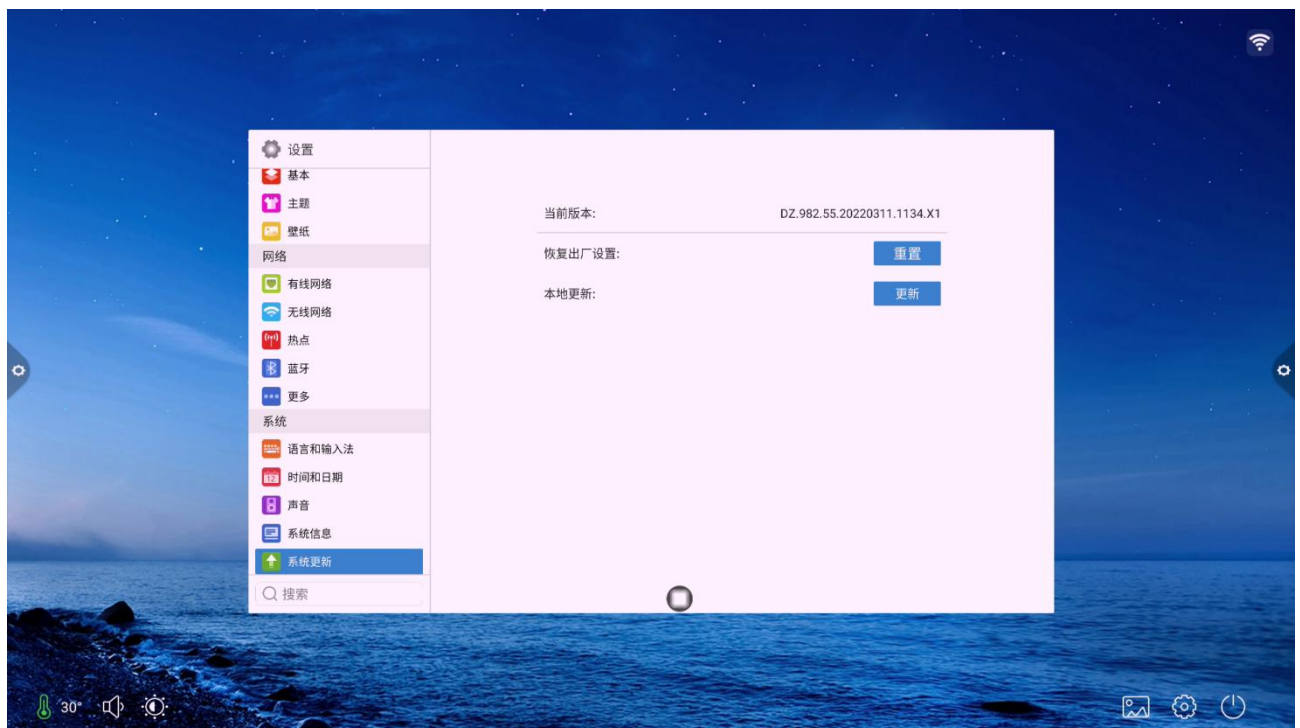 设置
基本
主题
壁纸
网络
有线网络
无线网络
热点
蓝牙
更多
系统
语言和输入法
12
时间和日期
声音
系统信息
系统更新
搜索
当前版本: DZ.982.55.20220311.1134.X1
恢复出厂设置: 重置
本地更新: 更新
30°